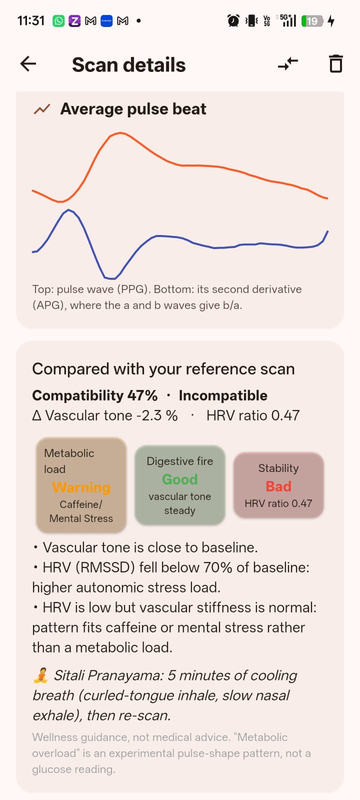 11:31
Vo
5G
5G
19
Scan details
Average pulse beat
Top: pulse wave (PPG). Bottom: its second derivative
(APG), where the a and b waves give b/a.
Compared with your reference scan
Compatibility 47% · Incompatible
Δ Vascular tone -2.3 % · HRV ratio 0.47
Metabolic
load
Warning
Caffeine/
Mental Stress
Digestive fire
Good
vascular tone
steady
Stability
Bad
HRV ratio 0.47
• Vascular tone is close to baseline.
• HRV (RMSSD) fell below 70% of baseline:
higher autonomic stress load.
• HRV is low but vascular stiffness is normal:
pattern fits caffeine or mental stress rather
than a metabolic load.
🧘 Sitali Pranayama: 5 minutes of cooling
breath (curled-tongue inhale, slow nasal
exhale), then re-scan.
Wellness guidance, not medical advice. "Metabolic
overload" is an experimental pulse-shape pattern, not a
glucose reading.